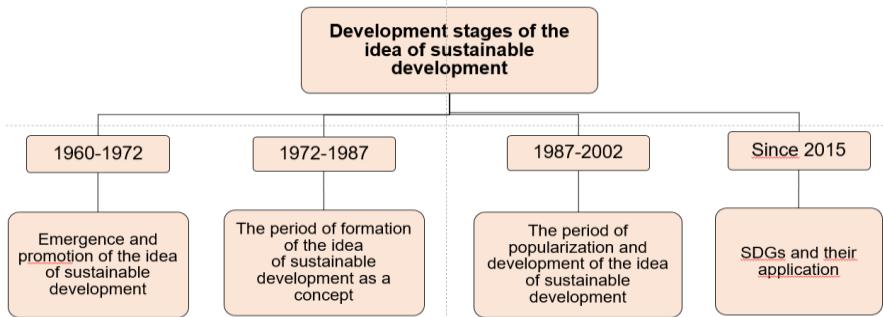 Development stages of the
idea of sustainable
development
1960-1972
1972-1987
1987-2002
Since 2015
Emergence and
promotion of the idea
of sustainable
development
The period of formation
of the idea
of sustainable
development as a
concept
The period of
popularization and
development of the idea
of sustainable
development
SDGs and their
application